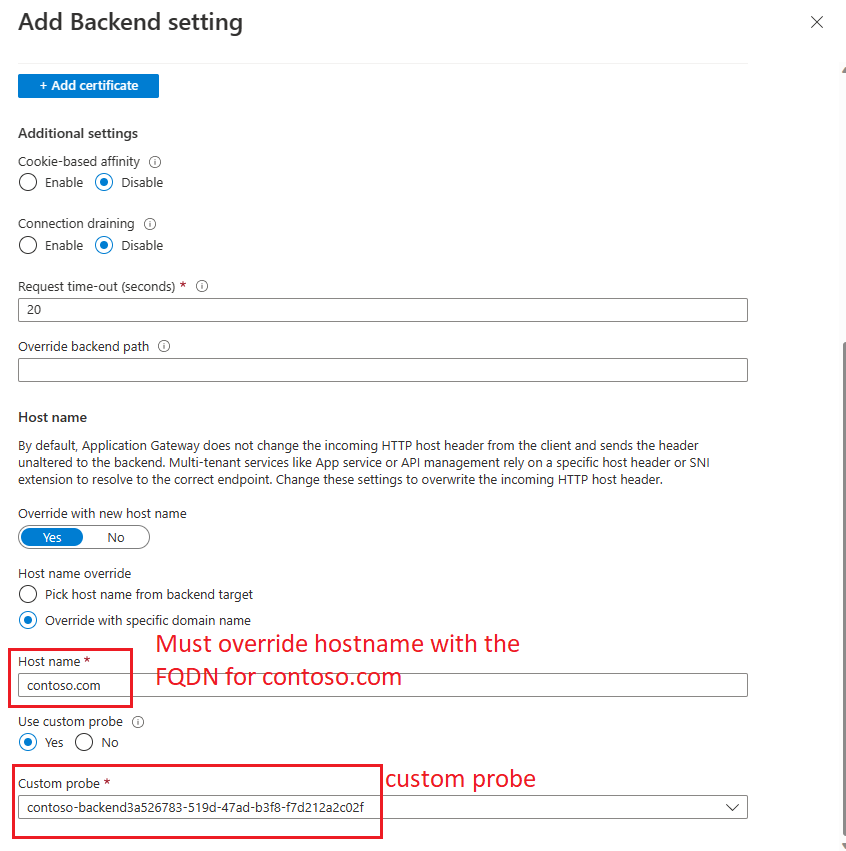 Add Backend setting
+ Add certificate
Additional settings
Cookie-based affinity
Enable Disable
Connection draining
Enable Disable
Request time-out (seconds) *
20
Override backend path
Host name
By default, Application Gateway does not change the incoming HTTP host header from the client and sends the header
unaltered to the backend. Multi-tenant services like App service or API management rely on a specific host header or SNI
extension to resolve to the correct endpoint. Change these settings to overwrite the incoming HTTP host header.
Override with new host name
Yes No
Host name override
Pick host name from backend target
Override with specific domain name
Must override hostname with the
FQDN for contoso.com
Host name *
contoso.com
Use custom probe
Yes No
Custom probe *
custom probe
contoso-backend3a526783-519d-47ad-b3f8-f7d212a2c02f